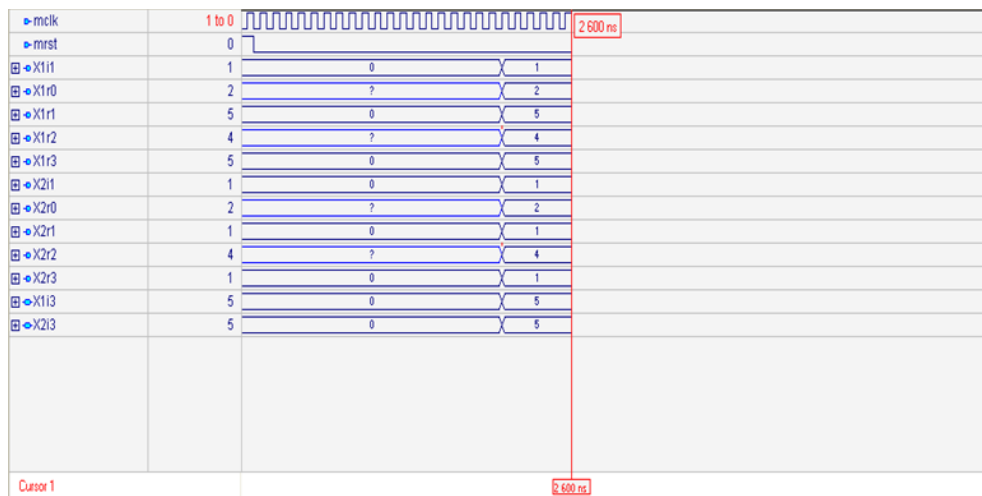 mclk 1 to 0 2 600 ns
mrst 0
X1i1 1 0 1
X1r0 2 ? 2
X1r1 5 0 5
X1r2 4 ? 4
X1r3 5 0 5
X2i1 1 0 1
X2r0 2 ? 2
X2r1 1 0 1
X2r2 4 ? 4
X2r3 1 0 1
X1i3 5 0 5
X2i3 5 0 5
Cursor 1 2 600 ns